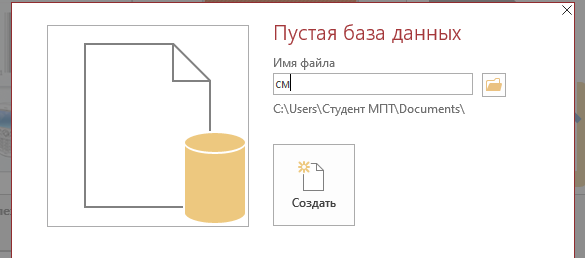 Пустая база данных
Имя файла
см
C:\Users\Студент МПТ\Documents\
Создать